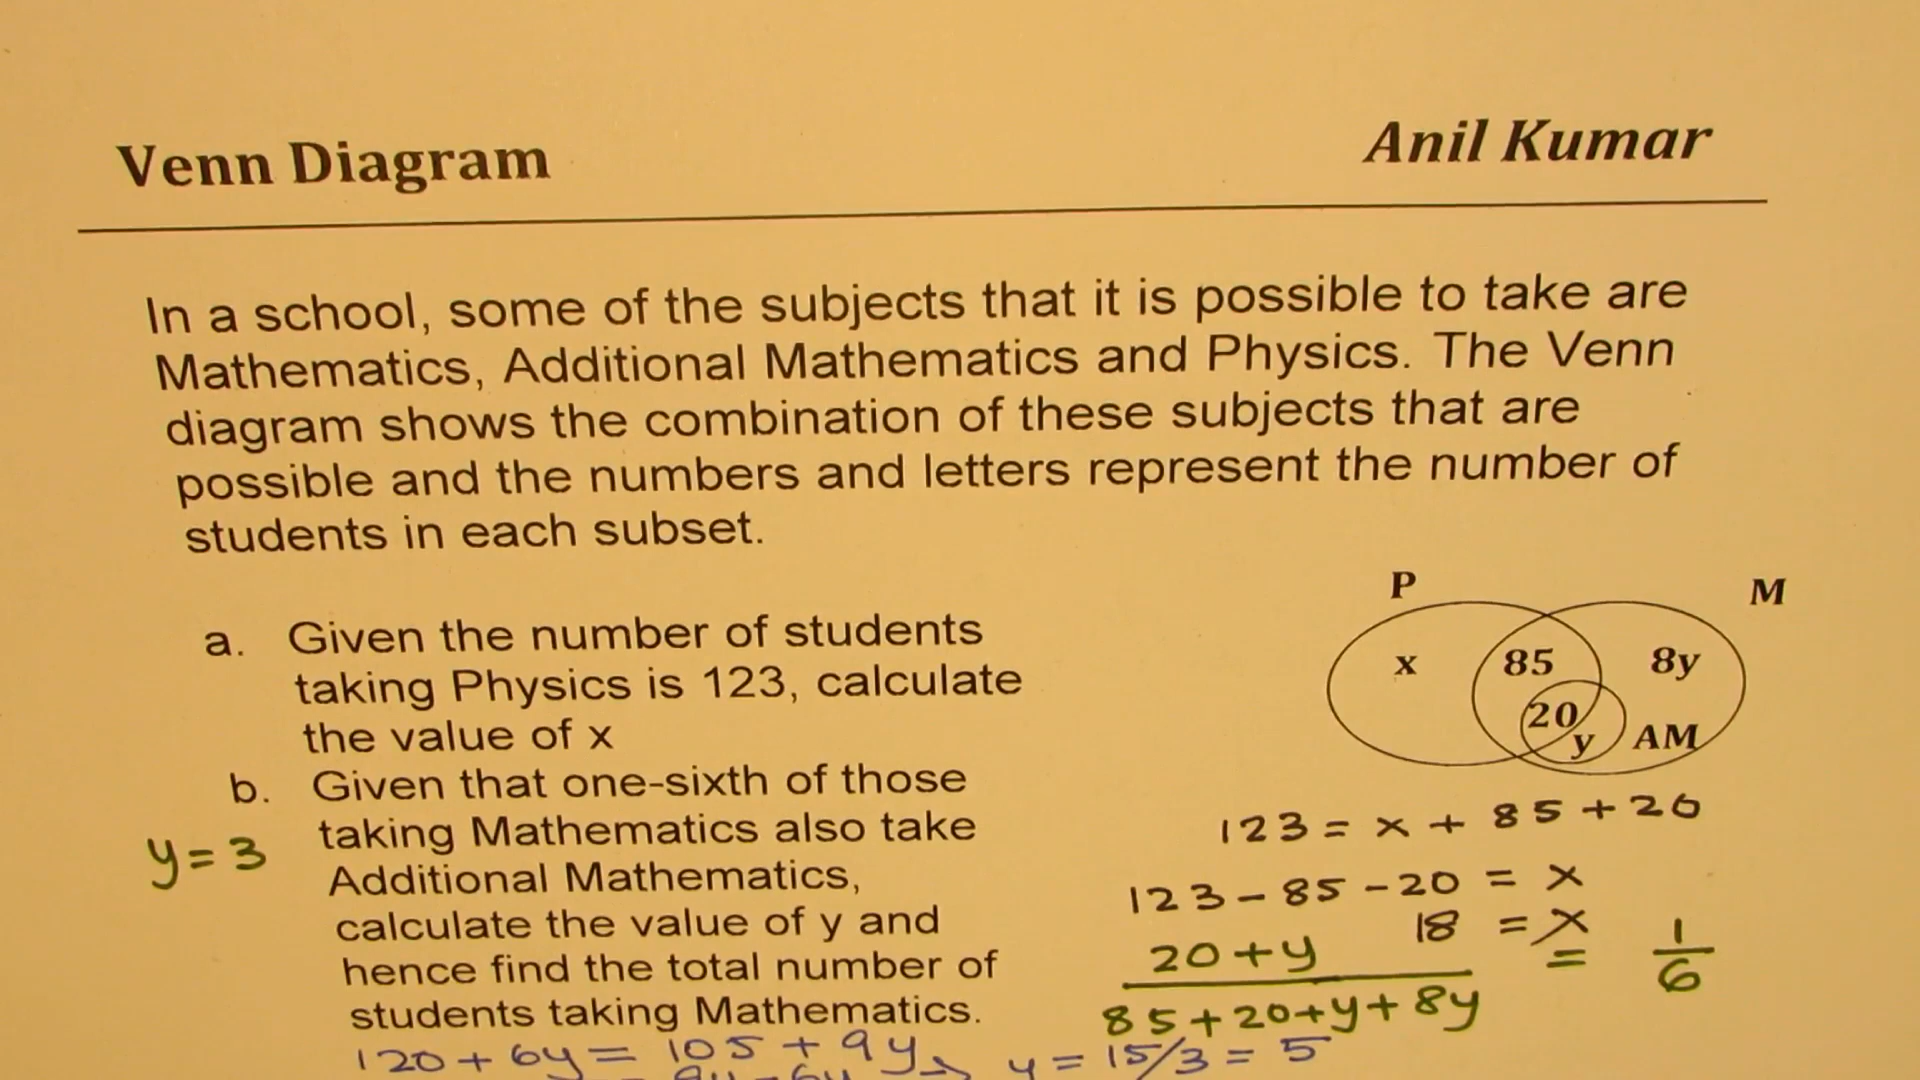 Venn Diagram
Anil Kumar
In a school, some of the subjects that it is possible to take are
Mathematics, Additional Mathematics and Physics. The Venn
diagram shows the combination of these subjects that are
possible and the numbers and letters represent the number of
students in each subset.
a. Given the number of students
taking Physics is 123, calculate
the value of x
b. Given that one-sixth of those
taking Mathematics also take
Additional Mathematics,
calculate the value of y and
hence find the total number of
students taking Mathematics.
y = 3
P
M
x
85
8y
20
y
AM
123 = x + 85 + 20
123 - 85 - 20 = x
18 = x
20 + y
85 + 20 + y + 8y
=
1
6
120 + 6y = 105 + 9y
y = 15/3 = 5